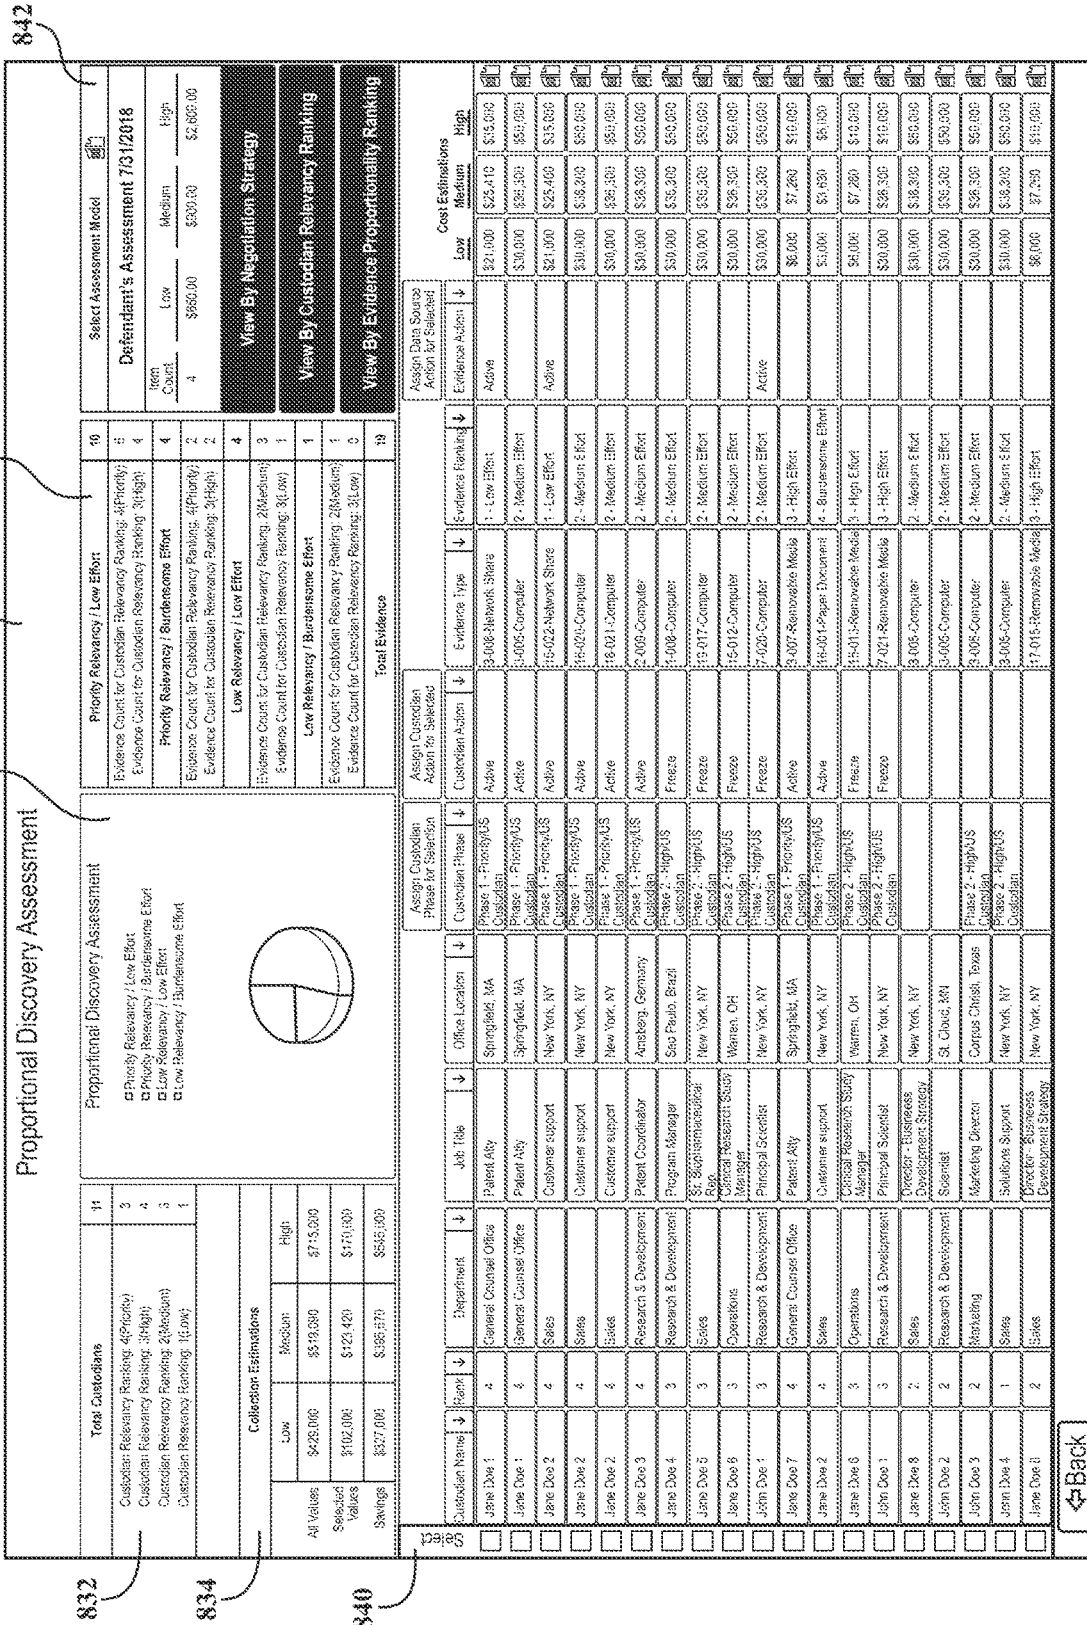 842
832
834
840
Proportional Discovery Assessment
Total Custodians 11
Custodian Relevancy Ranking: 4(Priority) 3
Custodian Relevancy Ranking: 3(High) 4
Custodian Relevancy Ranking: 2(Medium) 3
Custodian Relevancy Ranking: 1(Low) 1
Collection Estimations
Low Medium High
All Values $429,000 $519,090 $715,000
Selected Values $102,000 $123,420 $170,000
Savings $327,000
Proportional Discovery Assessment
Priority Relevancy / Low Effort
Priority Relevancy / Burdensome Effort
Low Relevancy / Low Effort
Low Relevancy / Burdensome Effort
Priority Relevancy / Low Effort 10
Evidence Count for Custodian Relevancy Ranking: 4(Priority) 6
Evidence Count for Custodian Relevancy Ranking: 3(High) 4
Priority Relevancy / Burdensome Effort 4
Evidence Count for Custodian Relevancy Ranking: 4(Priority) 2
Evidence Count for Custodian Relevancy Ranking: 3(High) 2
Low Relevancy / Low Effort 4
Evidence Count for Custodian Relevancy Ranking: 2(Medium) 3
Evidence Count for Custodian Relevancy Ranking: 3(Low) 1
Low Relevancy / Burdensome Effort 1
Evidence Count for Custodian Relevancy Ranking: 2(Medium) 1
Evidence Count for Custodian Relevancy Ranking: 3(Low) 0
Total Evidence 19
Select Assessment Model
Defendant's Assessment 7/31/2018
Item Count Low Medium High
4 $660.00 $900.00 $2,600.00
View By Negotiation Strategy
View By Custodian Relevancy Ranking
View By Evidence Proportionality Ranking
Assign Custodian Phase for Selection
Assign Custodian Action for Selected
Assign Data Source Action for Selected
Cost Estimations
Select Custodian Name Rank Department Job Title Office Location Custodian Phase Custodian Action Evidence Type Evidence Ranking Evidence Action Low Medium High
Jane Doe 1 4 General Counsel Office Patent Atty Springfield, MA Phase 1 - Priority/US Custodian Active 3-006-Network Share 1 - Low Effort Active $21,000 $25,410 $35,000
Jane Doe 1 4 General Counsel Office Patent Atty Springfield, MA Phase 1 - Priority/US Custodian Active 3-005-Computer 2 - Medium Effort $30,000 $36,300 $50,000
Jane Doe 2 4 Sales Customer support New York, NY Phase 1 - Priority/US Custodian Active 16-022-Network Share 1 - Low Effort Active $21,000 $25,400 $35,000
Jane Doe 2 4 Sales Customer support New York, NY Phase 1 - Priority/US Custodian Active 16-020-Computer 2 - Medium Effort $30,000 $36,300 $50,000
Jane Doe 2 4 Sales Customer support New York, NY Phase 1 - Priority/US Custodian Active 16-021-Computer 2 - Medium Effort $30,000 $36,300 $50,000
Jane Doe 3 4 Research & Development Patent Coordinator Arnsberg, Germany Phase 1 - Priority/US Custodian Active 2-009-Computer 2 - Medium Effort $30,000 $36,300 $50,000
Jane Doe 4 3 Research & Development Program Manager Sao Paulo, Brazil Phase 2 - High/US Custodian Freeze 1-008-Computer 2 - Medium Effort $30,000 $36,300 $50,000
Jane Doe 5 3 Sales Sr. Biopharmaceutical Rep. New York, NY Phase 2 - High/US Custodian Freeze 19-017-Computer 2 - Medium Effort $30,000 $36,300 $50,000
Jane Doe 6 3 Operations Clinical Research Study Manager Warren, OH Phase 2 - High/US Custodian Freeze 15-012-Computer 2 - Medium Effort $30,000 $36,300 $50,000
John Doe 1 3 Research & Development Principal Scientist New York, NY Phase 2 - High/US Custodian Freeze 7-020-Computer 2 - Medium Effort Active $30,000 $36,300 $50,000
Jane Doe 7 4 General Counsel Office Patent Atty Springfield, MA Phase 1 - Priority/US Custodian Active 3-007-Removable Media 3 - High Effort $6,000 $7,260 $10,000
Jane Doe 2 4 Sales Customer support New York, NY Phase 1 - Priority/US Custodian Active 16-001-Paper Document 4 - Burdensome Effort $3,000 $3,630 $5,000
Jane Doe 6 3 Operations Clinical Research Study Manager Warren, OH Phase 2 - High/US Custodian Freeze 15-013-Removable Media 3 - High Effort $6,000 $7,260 $10,000
John Doe 1 3 Research & Development Principal Scientist New York, NY Phase 2 - High/US Custodian Freeze 7-021-Removable Media 3 - High Effort $30,000 $36,300 $10,000
Jane Doe 8 2 Sales Director - Business Development Strategy New York, NY 3-005-Computer 2 - Medium Effort $30,000 $36,300 $50,000
John Doe 2 2 Research & Development Scientist St. Cloud, MN 3-005-Computer 2 - Medium Effort $30,000 $36,300 $50,000
John Doe 3 2 Marketing Marketing Director Corpus Christi, Texas Phase 2 - High/US Custodian 3-005-Computer 2 - Medium Effort $30,000 $36,300 $50,000
John Doe 4 1 Sales Solutions Support New York, NY Phase 1 - Priority/US Custodian 3-005-Computer 2 - Medium Effort $30,000 $36,300 $50,000
Jane Doe 8 2 Sales Director - Business Development Strategy New York, NY 17-015-Removable Media 3 - High Effort $6,000 $7,260 $10,000
Back